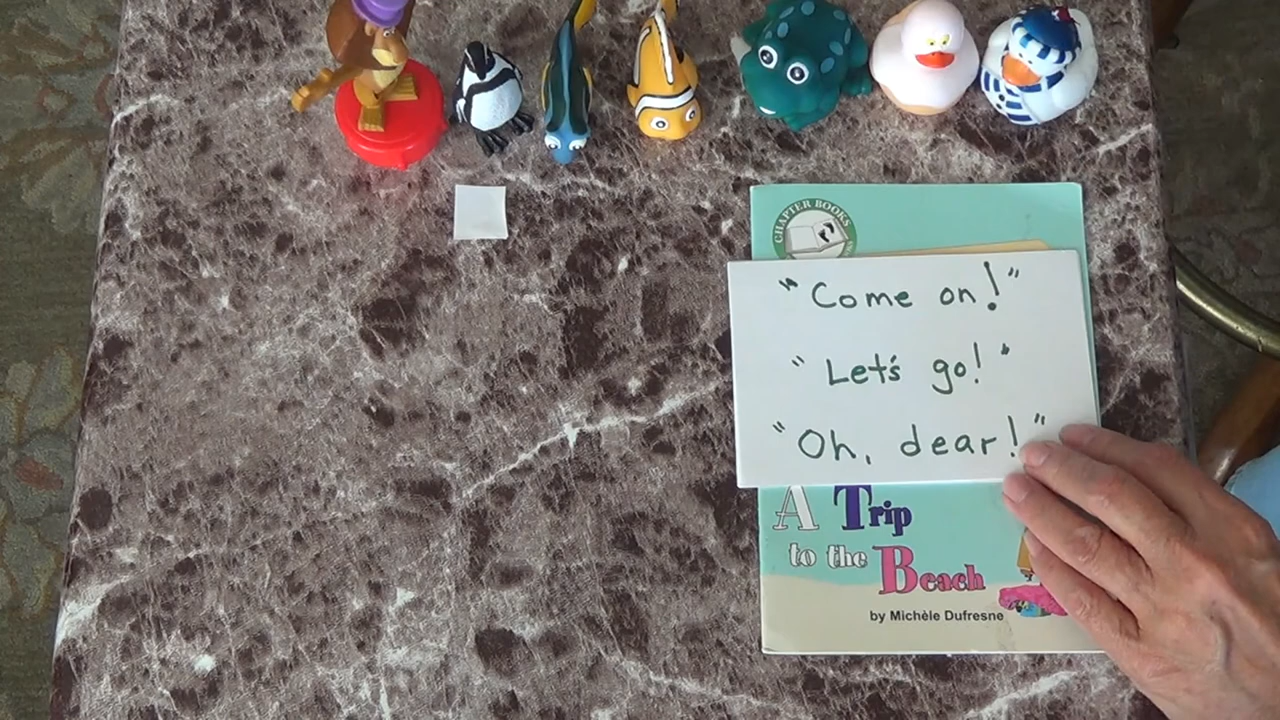 CHAPTER BOOKS
"Come on!"
"Let's go!"
"Oh, dear!"
A Trip
to the Beach
by Michèle Dufresne